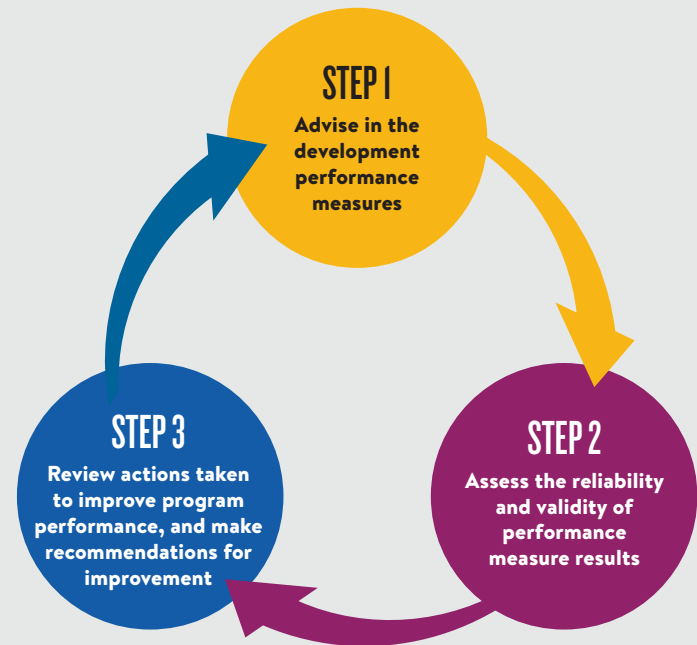 STEP 1
Advise in the
development
performance
measures
STEP 2
Assess the reliability
and validity of
performance
measure results
STEP 3
Review actions taken
to improve program
performance, and make
recommendations for
improvement